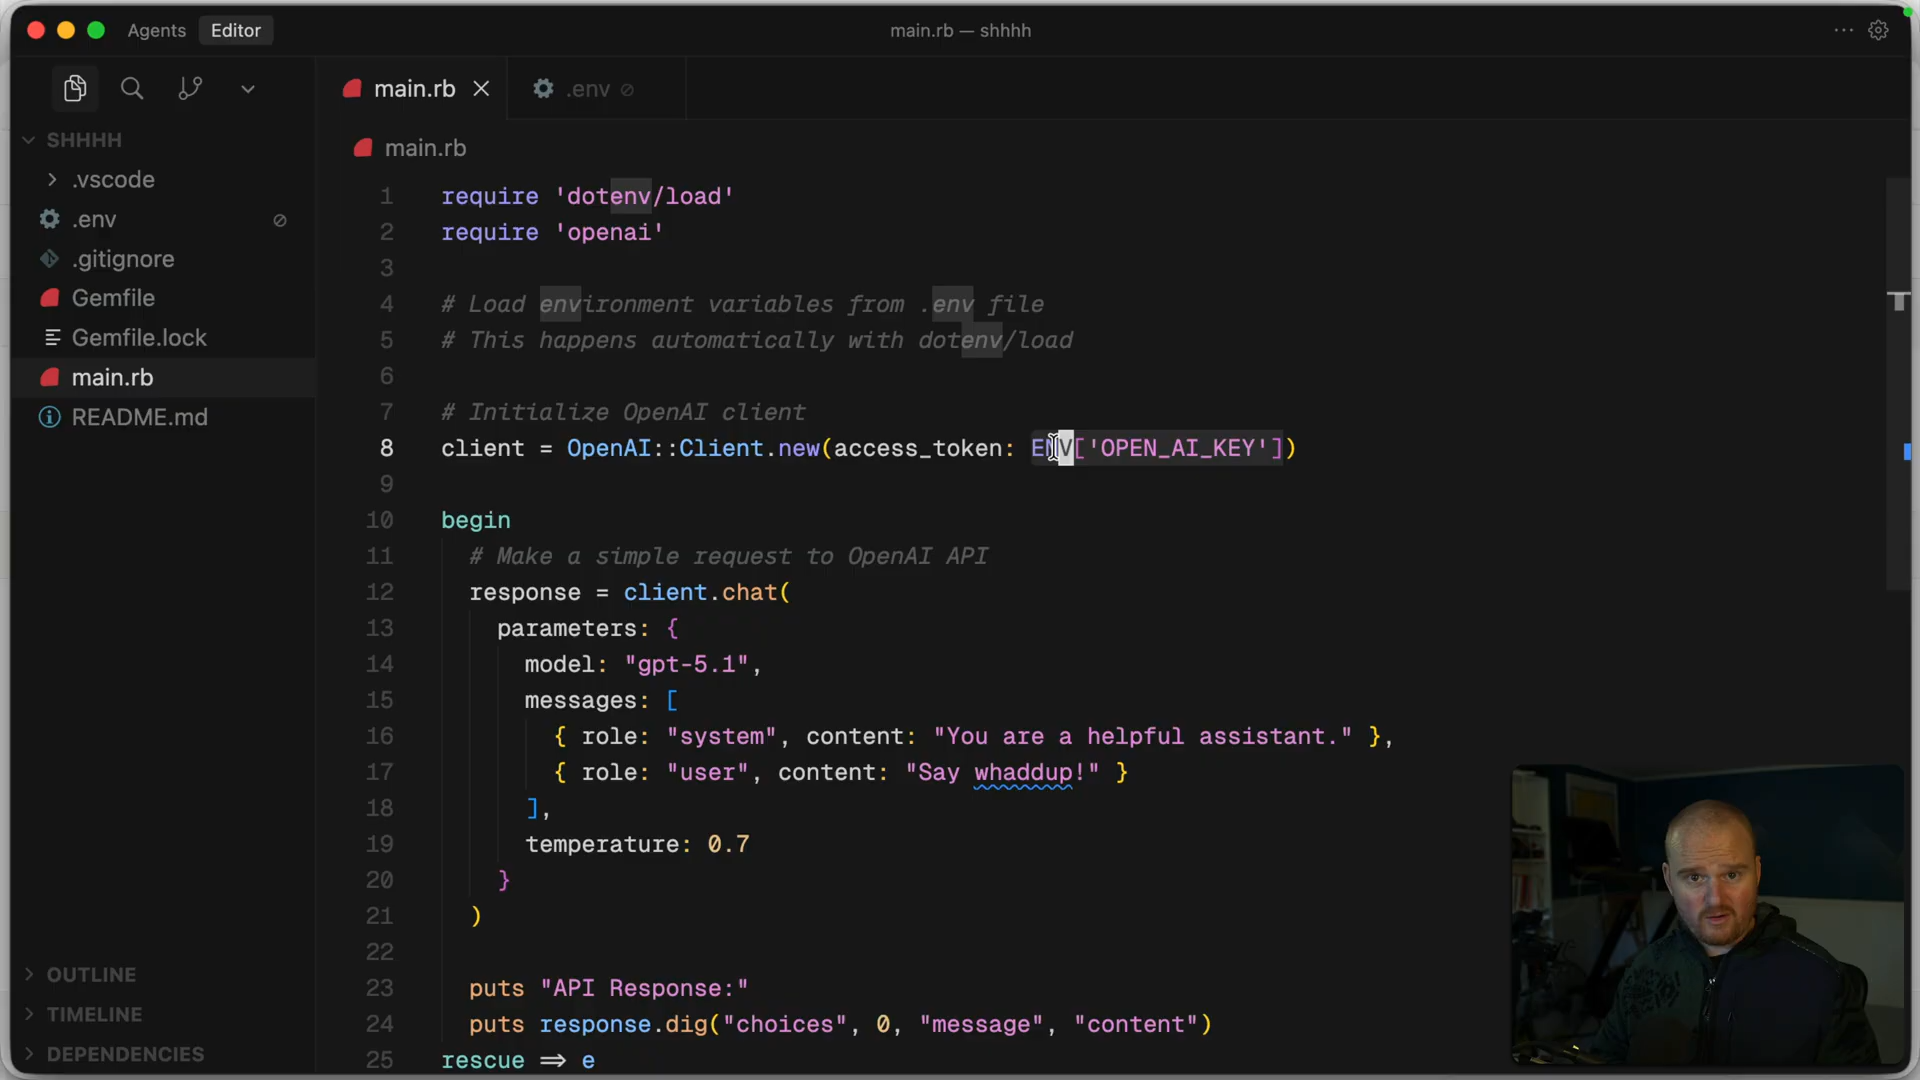 Agents
Editor
main.rb — shhhh
main.rb
.env
SHHHH
.vscode
.env
.gitignore
Gemfile
Gemfile.lock
main.rb
README.md
OUTLINE
TIMELINE
DEPENDENCIES
main.rb
1 require 'dotenv/load'
2 require 'openai'
3
4 # Load environment variables from .env file
5 # This happens automatically with dotenv/load
6
7 # Initialize OpenAI client
8 client = OpenAI::Client.new(access_token: ENV['OPEN_AI_KEY'])
9
10 begin
11 # Make a simple request to OpenAI API
12 response = client.chat(
13 parameters: {
14 model: "gpt-5.1",
15 messages: [
16 { role: "system", content: "You are a helpful assistant." },
17 { role: "user", content: "Say whaddup!" }
18 ],
19 temperature: 0.7
20 }
21 )
22
23 puts "API Response:"
24 puts response.dig("choices", 0, "message", "content")
25 rescue => e